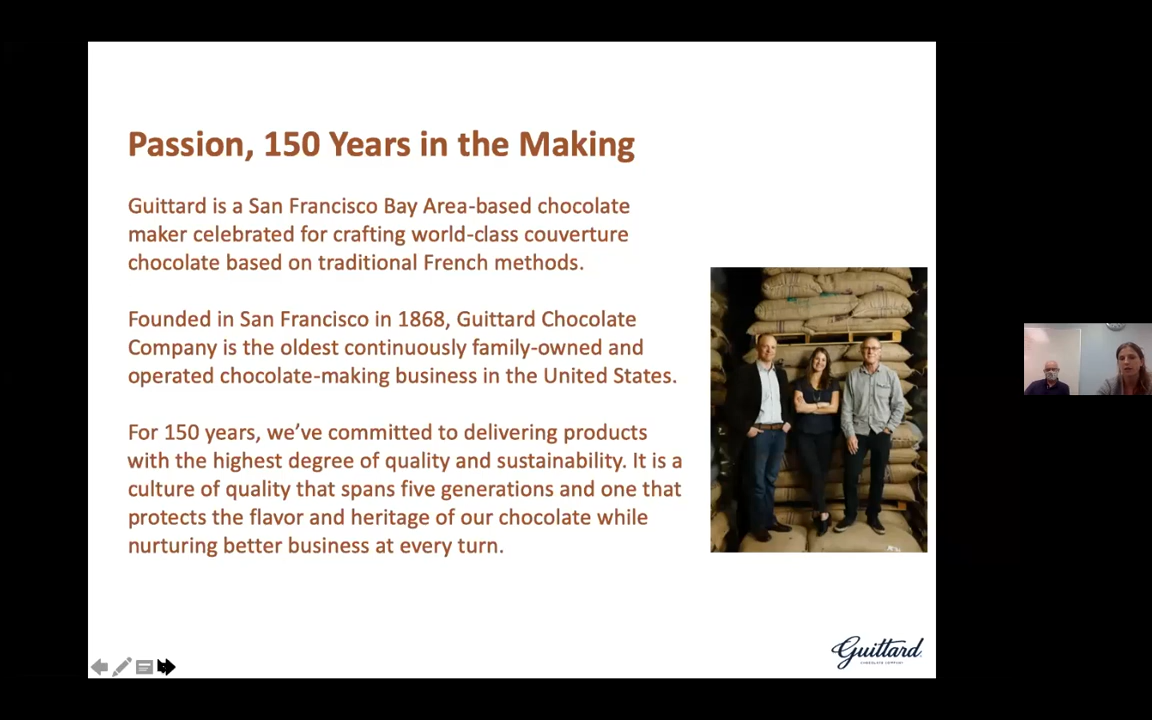 Passion, 150 Years in the Making
Guittard is a San Francisco Bay Area-based chocolate
maker celebrated for crafting world-class couverture
chocolate based on traditional French methods.
Founded in San Francisco in 1868, Guittard Chocolate
Company is the oldest continuously family-owned and
operated chocolate-making business in the United States.
For 150 years, we’ve committed to delivering products
with the highest degree of quality and sustainability. It is a
culture of quality that spans five generations and one that
protects the flavor and heritage of our chocolate while
nurturing better business at every turn.
Guittard
CHOCOLATE COMPANY